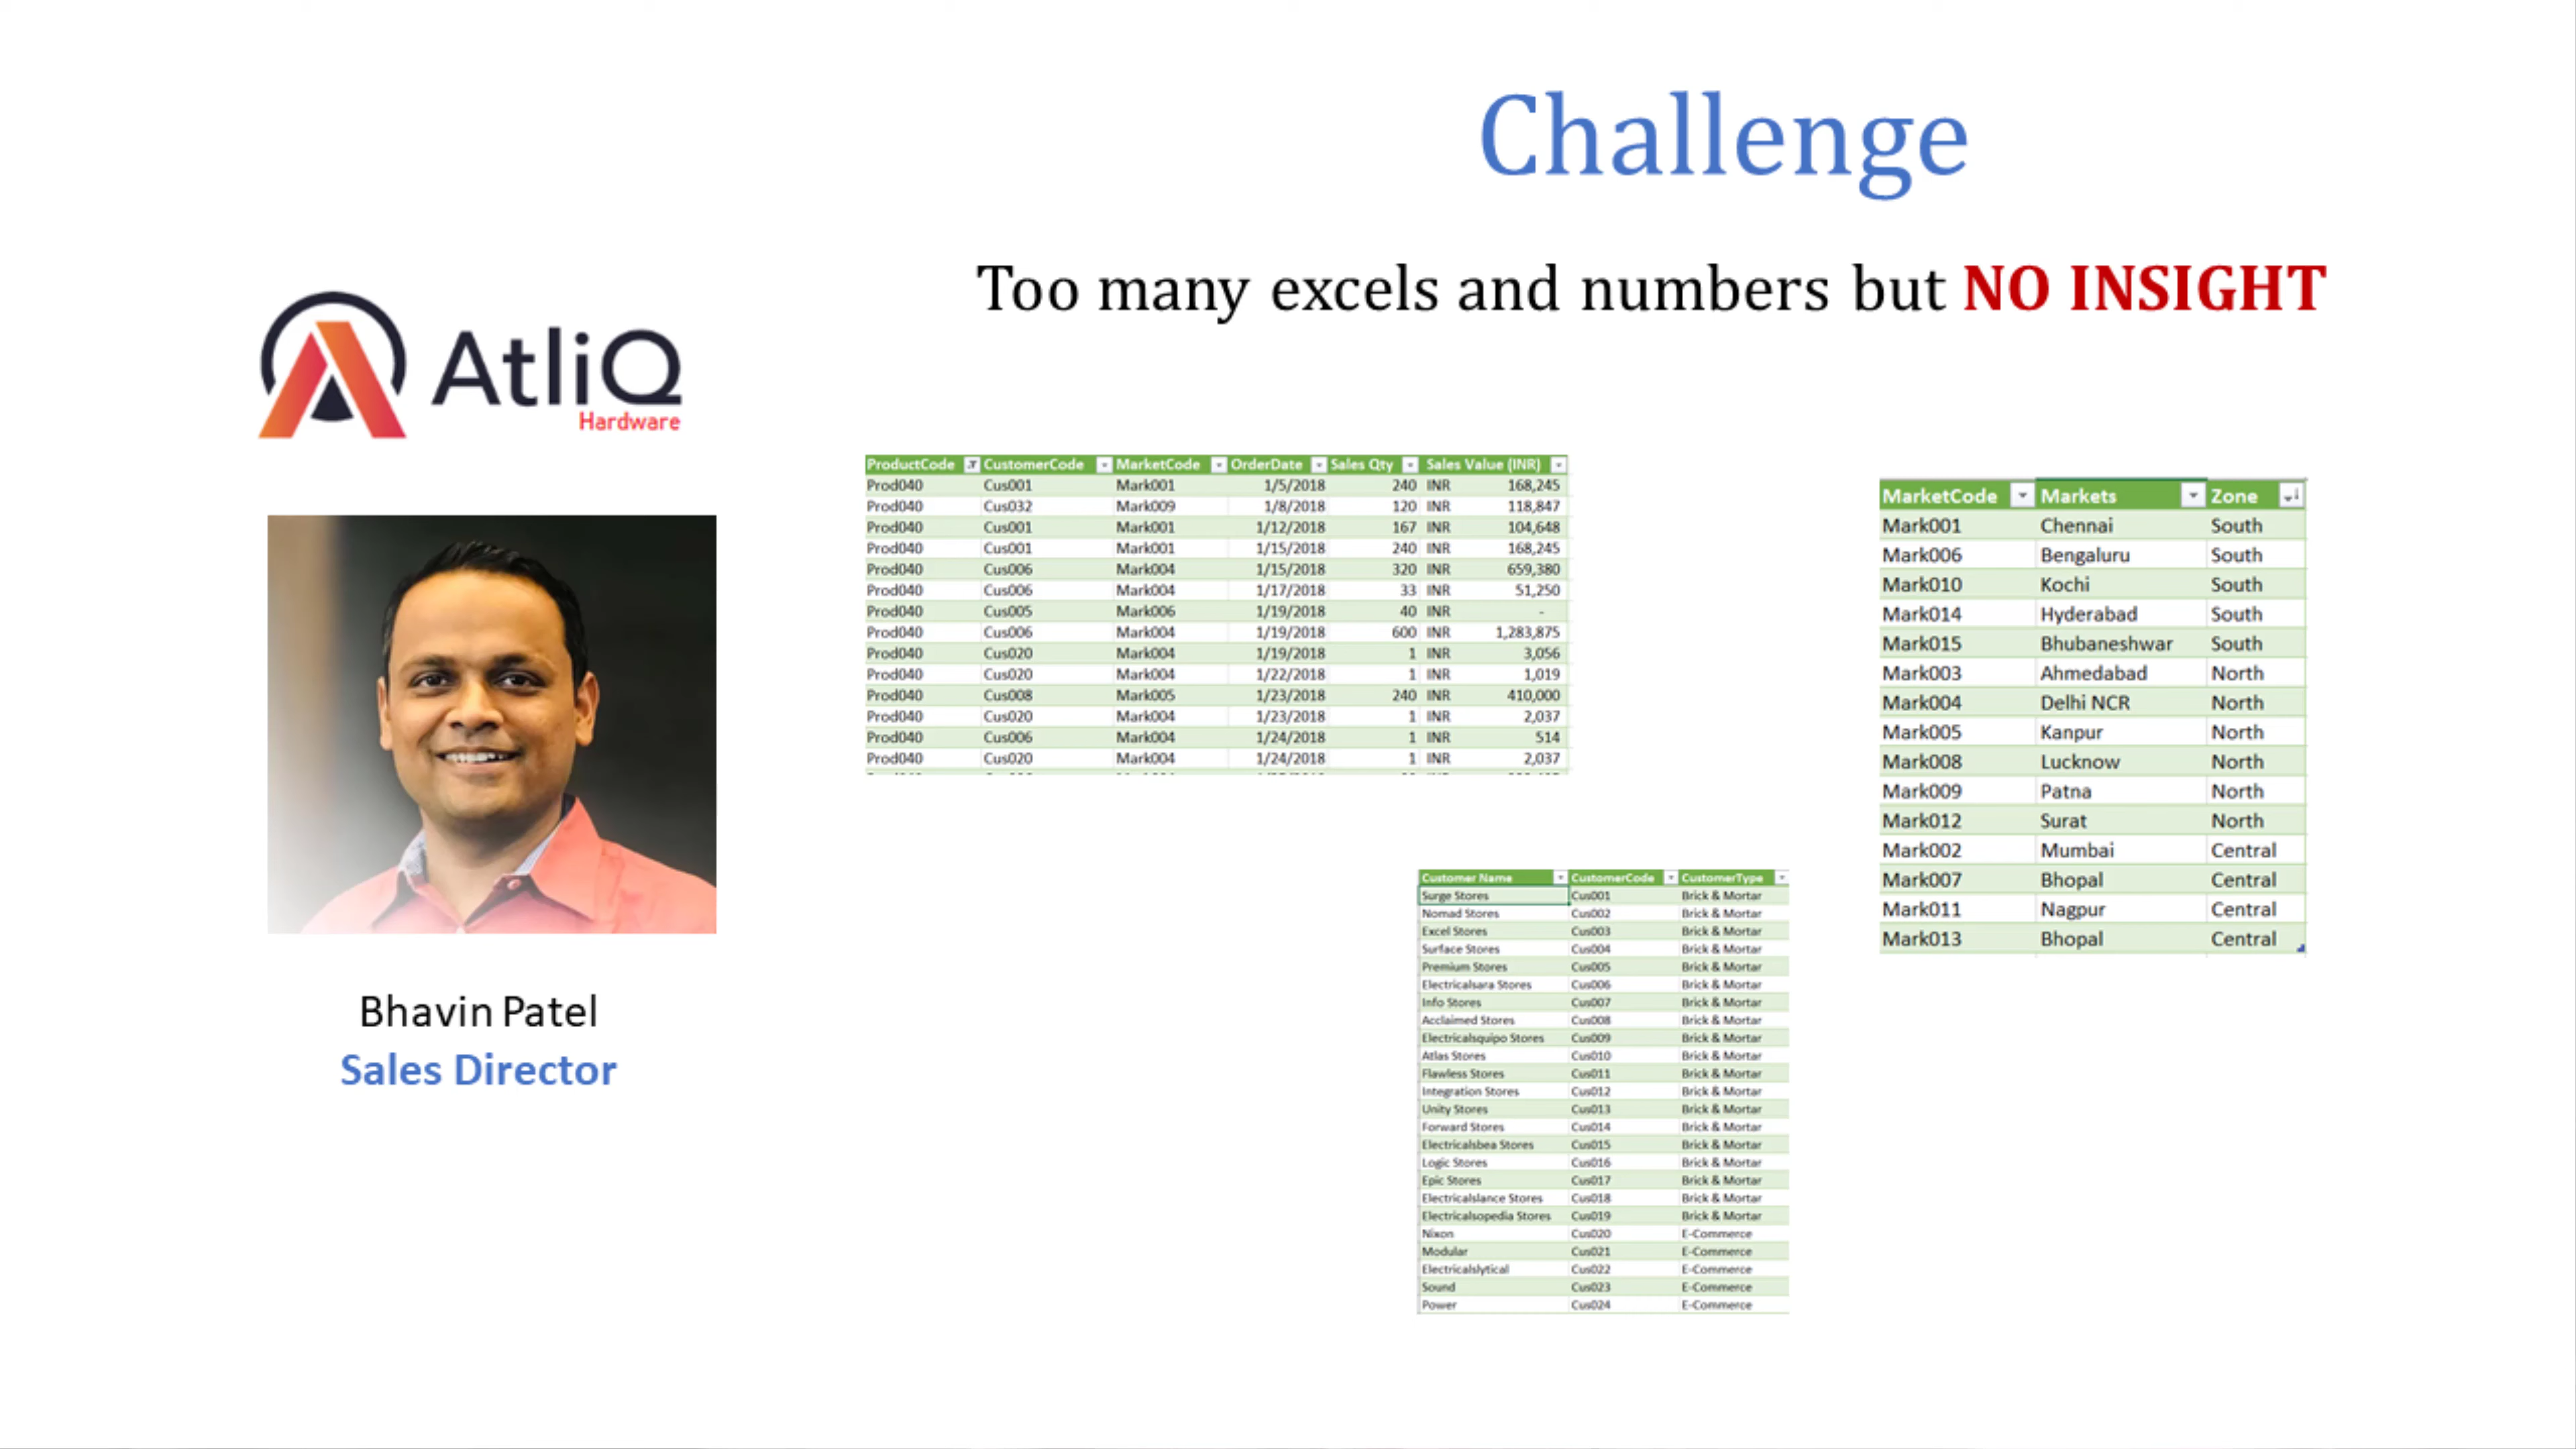 Challenge
Too many excels and numbers but NO INSIGHT
AtliQ
Hardware
Bhavin Patel
Sales Director
ProductCode CustomerCode MarketCode OrderDate Sales Qty Sales Value (INR)
Prod040 Cus001 Mark001 1/5/2018 240 INR 168,245
Prod040 Cus032 Mark009 1/8/2018 120 INR 118,847
Prod040 Cus001 Mark001 1/12/2018 167 INR 104,648
Prod040 Cus001 Mark001 1/15/2018 240 INR 168,245
Prod040 Cus006 Mark004 1/15/2018 320 INR 659,380
Prod040 Cus006 Mark004 1/17/2018 33 INR 51,250
Prod040 Cus005 Mark006 1/19/2018 40 INR -
Prod040 Cus006 Mark004 1/19/2018 600 INR 1,283,875
Prod040 Cus020 Mark004 1/19/2018 1 INR 3,056
Prod040 Cus020 Mark004 1/22/2018 1 INR 1,019
Prod040 Cus008 Mark005 1/23/2018 240 INR 410,000
Prod040 Cus020 Mark004 1/23/2018 1 INR 2,037
Prod040 Cus006 Mark004 1/24/2018 1 INR 514
Prod040 Cus020 Mark004 1/24/2018 1 INR 2,037
MarketCode Markets Zone
Mark001 Chennai South
Mark006 Bengaluru South
Mark010 Kochi South
Mark014 Hyderabad South
Mark015 Bhubaneshwar South
Mark003 Ahmedabad North
Mark004 Delhi NCR North
Mark005 Kanpur North
Mark008 Lucknow North
Mark009 Patna North
Mark012 Surat North
Mark002 Mumbai Central
Mark007 Bhopal Central
Mark011 Nagpur Central
Mark013 Bhopal Central
Customer Name CustomerCode CustomerType
Surge Stores Cus001 Brick & Mortar
Nomad Stores Cus002 Brick & Mortar
Excel Stores Cus003 Brick & Mortar
Surface Stores Cus004 Brick & Mortar
Premium Stores Cus005 Brick & Mortar
Electricalsara Stores Cus006 Brick & Mortar
Info Stores Cus007 Brick & Mortar
Acclaimed Stores Cus008 Brick & Mortar
Electricalsquipo Stores Cus009 Brick & Mortar
Atlas Stores Cus010 Brick & Mortar
Flawless Stores Cus011 Brick & Mortar
Integration Stores Cus012 Brick & Mortar
Unity Stores Cus013 Brick & Mortar
Forward Stores Cus014 Brick & Mortar
Electricalsbea Stores Cus015 Brick & Mortar
Logic Stores Cus016 Brick & Mortar
Epic Stores Cus017 Brick & Mortar
Electricalslance Stores Cus018 Brick & Mortar
Electricalsopedia Stores Cus019 Brick & Mortar
Nixon Cus020 E-Commerce
Modular Cus021 E-Commerce
Electricalslytical Cus022 E-Commerce
Sound Cus023 E-Commerce
Power Cus024 E-Commerce